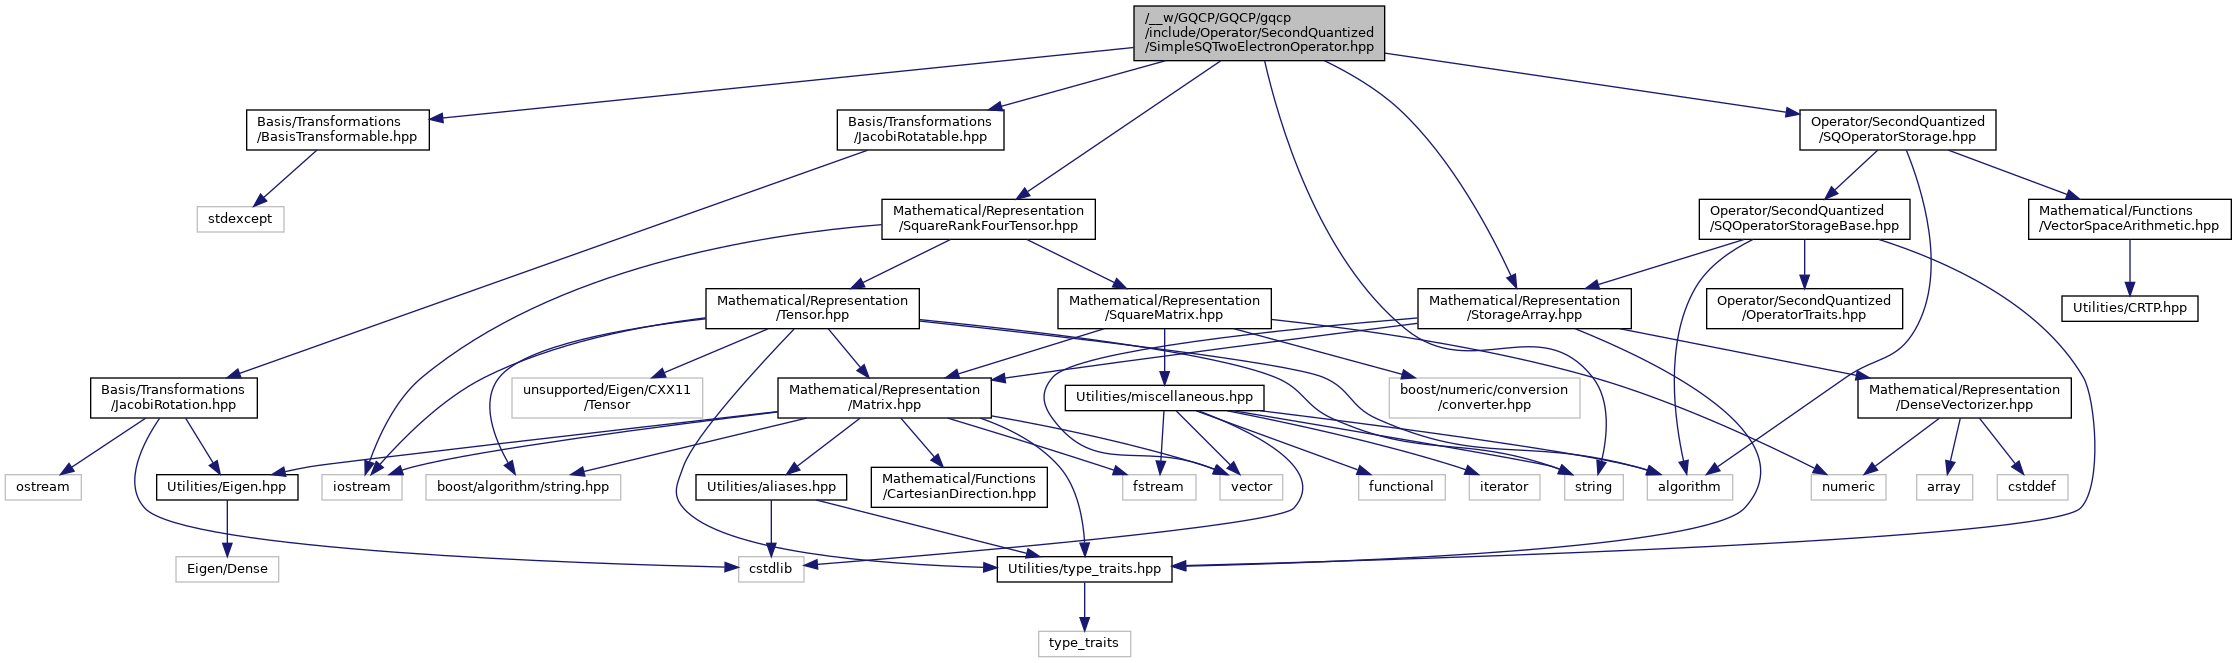 /__w/GQCP/GQCP/gqcp
/include/Operator/SecondQuantized
/SimpleSQTwoElectronOperator.hpp
Basis/Transformations
/BasisTransformable.hpp
Basis/Transformations
/JacobiRotatable.hpp
Operator/SecondQuantized
/SQOperatorStorage.hpp
stdexcept
Mathematical/Representation
/SquareRankFourTensor.hpp
Operator/SecondQuantized
/SQOperatorStorageBase.hpp
Mathematical/Functions
/VectorSpaceArithmetic.hpp
Mathematical/Representation
/Tensor.hpp
Mathematical/Representation
/SquareMatrix.hpp
Mathematical/Representation
/StorageArray.hpp
Operator/SecondQuantized
/OperatorTraits.hpp
Utilities/CRTP.hpp
Basis/Transformations
/JacobiRotation.hpp
unsupported/Eigen/CXX11
/Tensor
Mathematical/Representation
/Matrix.hpp
Utilities/miscellaneous.hpp
boost/numeric/conversion
/converter.hpp
Mathematical/Representation
/DenseVectorizer.hpp
ostream
Utilities/Eigen.hpp
iostream
boost/algorithm/string.hpp
Utilities/aliases.hpp
Mathematical/Functions
/CartesianDirection.hpp
fstream
vector
functional
iterator
string
algorithm
numeric
array
cstddef
Eigen/Dense
cstdlib
Utilities/type_traits.hpp
type_traits